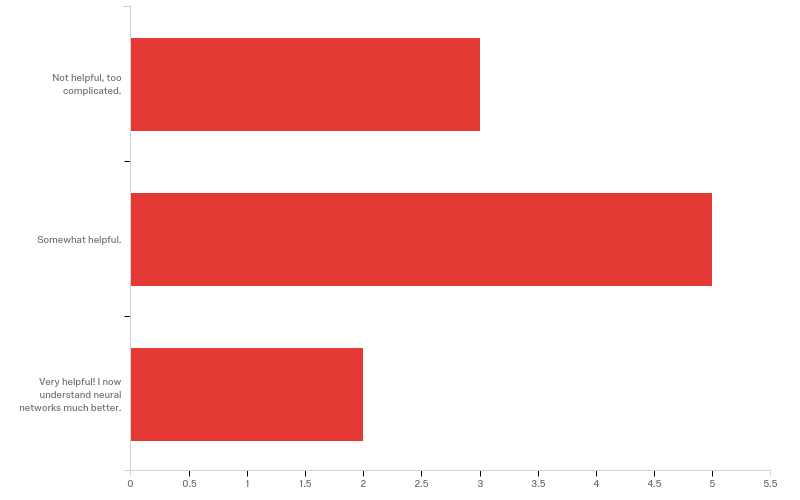 Not helpful, too
complicated.
Somewhat helpful.
Very helpful! I now
understand neural
networks much better.
0 0.5 1 1.5 2 2.5 3 3.5 4 4.5 5 5.5